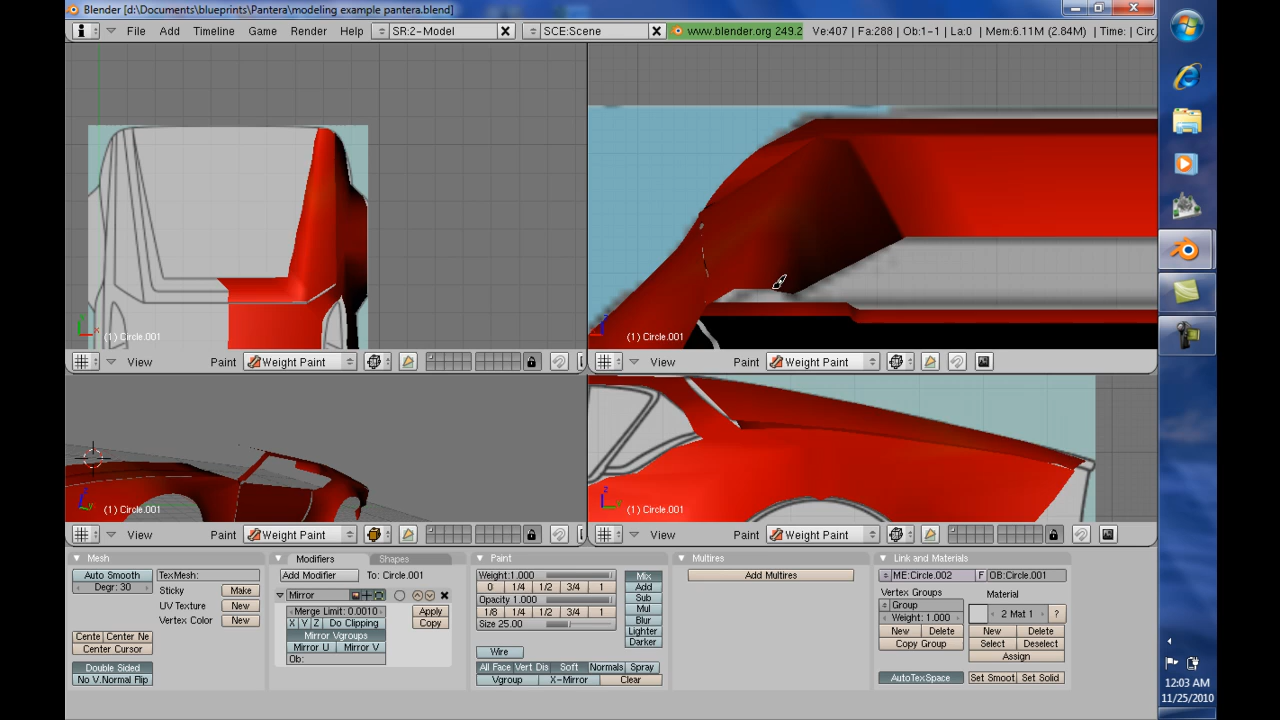 Blender [d:\Documents\blueprints\Pantera\modeling example pantera.blend]
File Add Timeline Game Render Help SR:2-Model SCE:Scene www.blender.org 249.2 Ve:407 | Fa:288 | Ob:1-1 | La:0 | Mem:6.11M (2.84M) | Time: | Circ
(1) Circle.001
(1) Circle.001
View Paint Weight Paint
View Paint Weight Paint
(1) Circle.001
(1) Circle.001
View Paint Weight Paint
View Paint Weight Paint
Mesh
Auto Smooth
Degr: 30
TexMesh:
Sticky Make
UV Texture New
Vertex Color New
Cente Center Ne
Center Cursor
Double Sided
No V.Normal Flip
Modifiers Shapes
Add Modifier To: Circle.001
Mirror
Merge Limit: 0.0010 Apply
X Y Z Do Clipping Copy
Mirror Vgroups
Mirror U Mirror V
Ob:
Paint
Weight:1.000
0 1/4 1/2 3/4 1
Opacity 1.000
1/8 1/4 1/2 3/4 1
Size 25.00
Mix
Add
Sub
Mul
Blur
Lighter
Darker
Wire
All Face Vert Dis Soft Normals Spray
Vgroup X-Mirror Clear
Multires
Add Multires
Link and Materials
ME:Circle.002 F OB:Circle.001
Vertex Groups
Group
Weight: 1.000
New Delete
Copy Group
AutoTexSpace
Material
2 Mat 1 ?
New Delete
Select Deselect
Assign
Set Smoot Set Solid
12:03 AM
11/25/2010